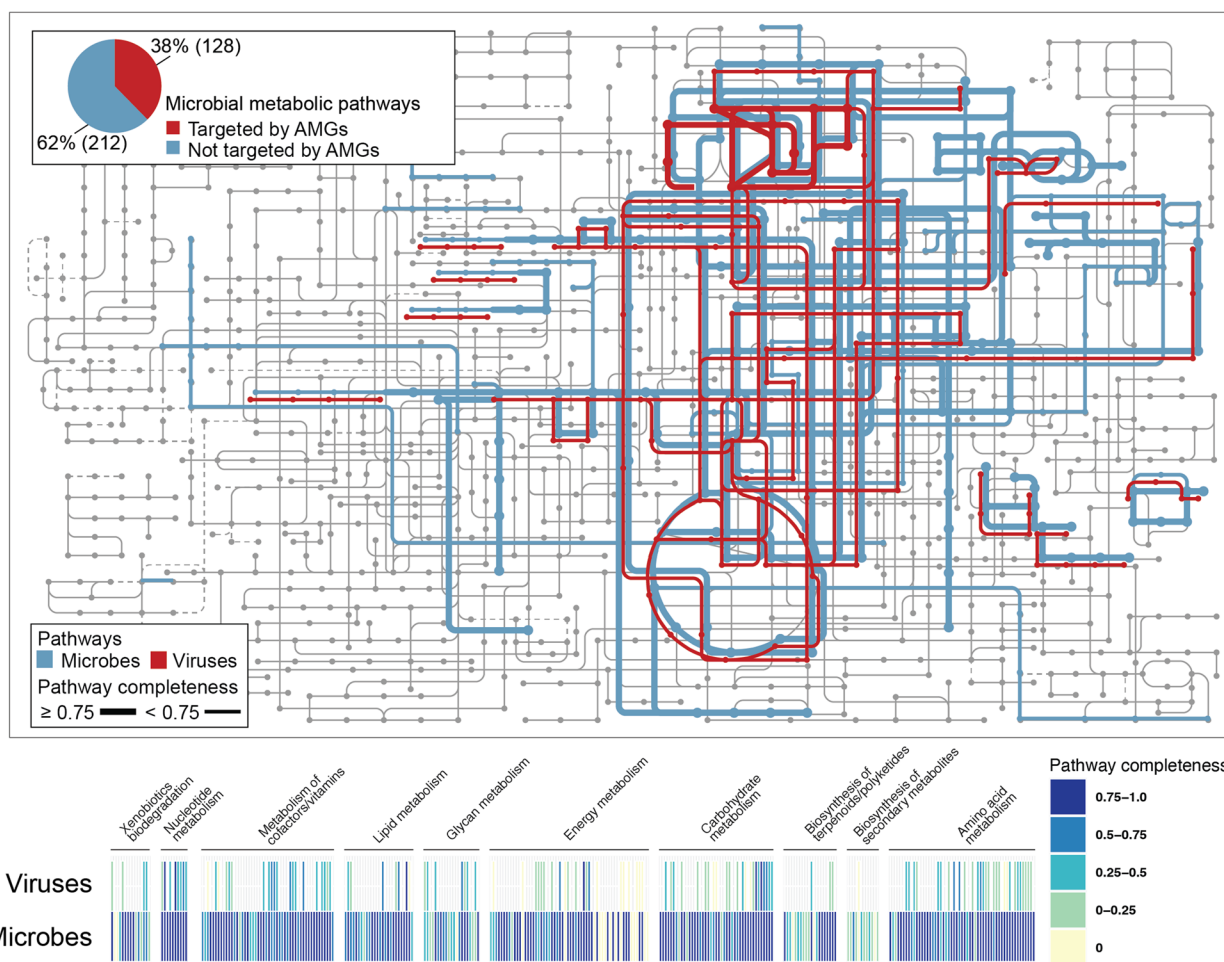 38% (128)
62% (212)
Microbial metabolic pathways
Targeted by AMGs
Not targeted by AMGs
Pathways
Microbes Viruses
Pathway completeness
≥ 0.75 < 0.75
Xenobiotics
biodegradation
Nucleotide
metabolism
Metabolism of
cofactors/vitamins
Lipid metabolism
Glycan metabolism
Energy metabolism
Carbohydrate
metabolism
Biosynthesis of
terpenoids/polyketides
Biosynthesis of
secondary metabolites
Amino acid
metabolism
Viruses
Microbes
Pathway completeness
0.75–1.0
0.5–0.75
0.25–0.5
0–0.25
0